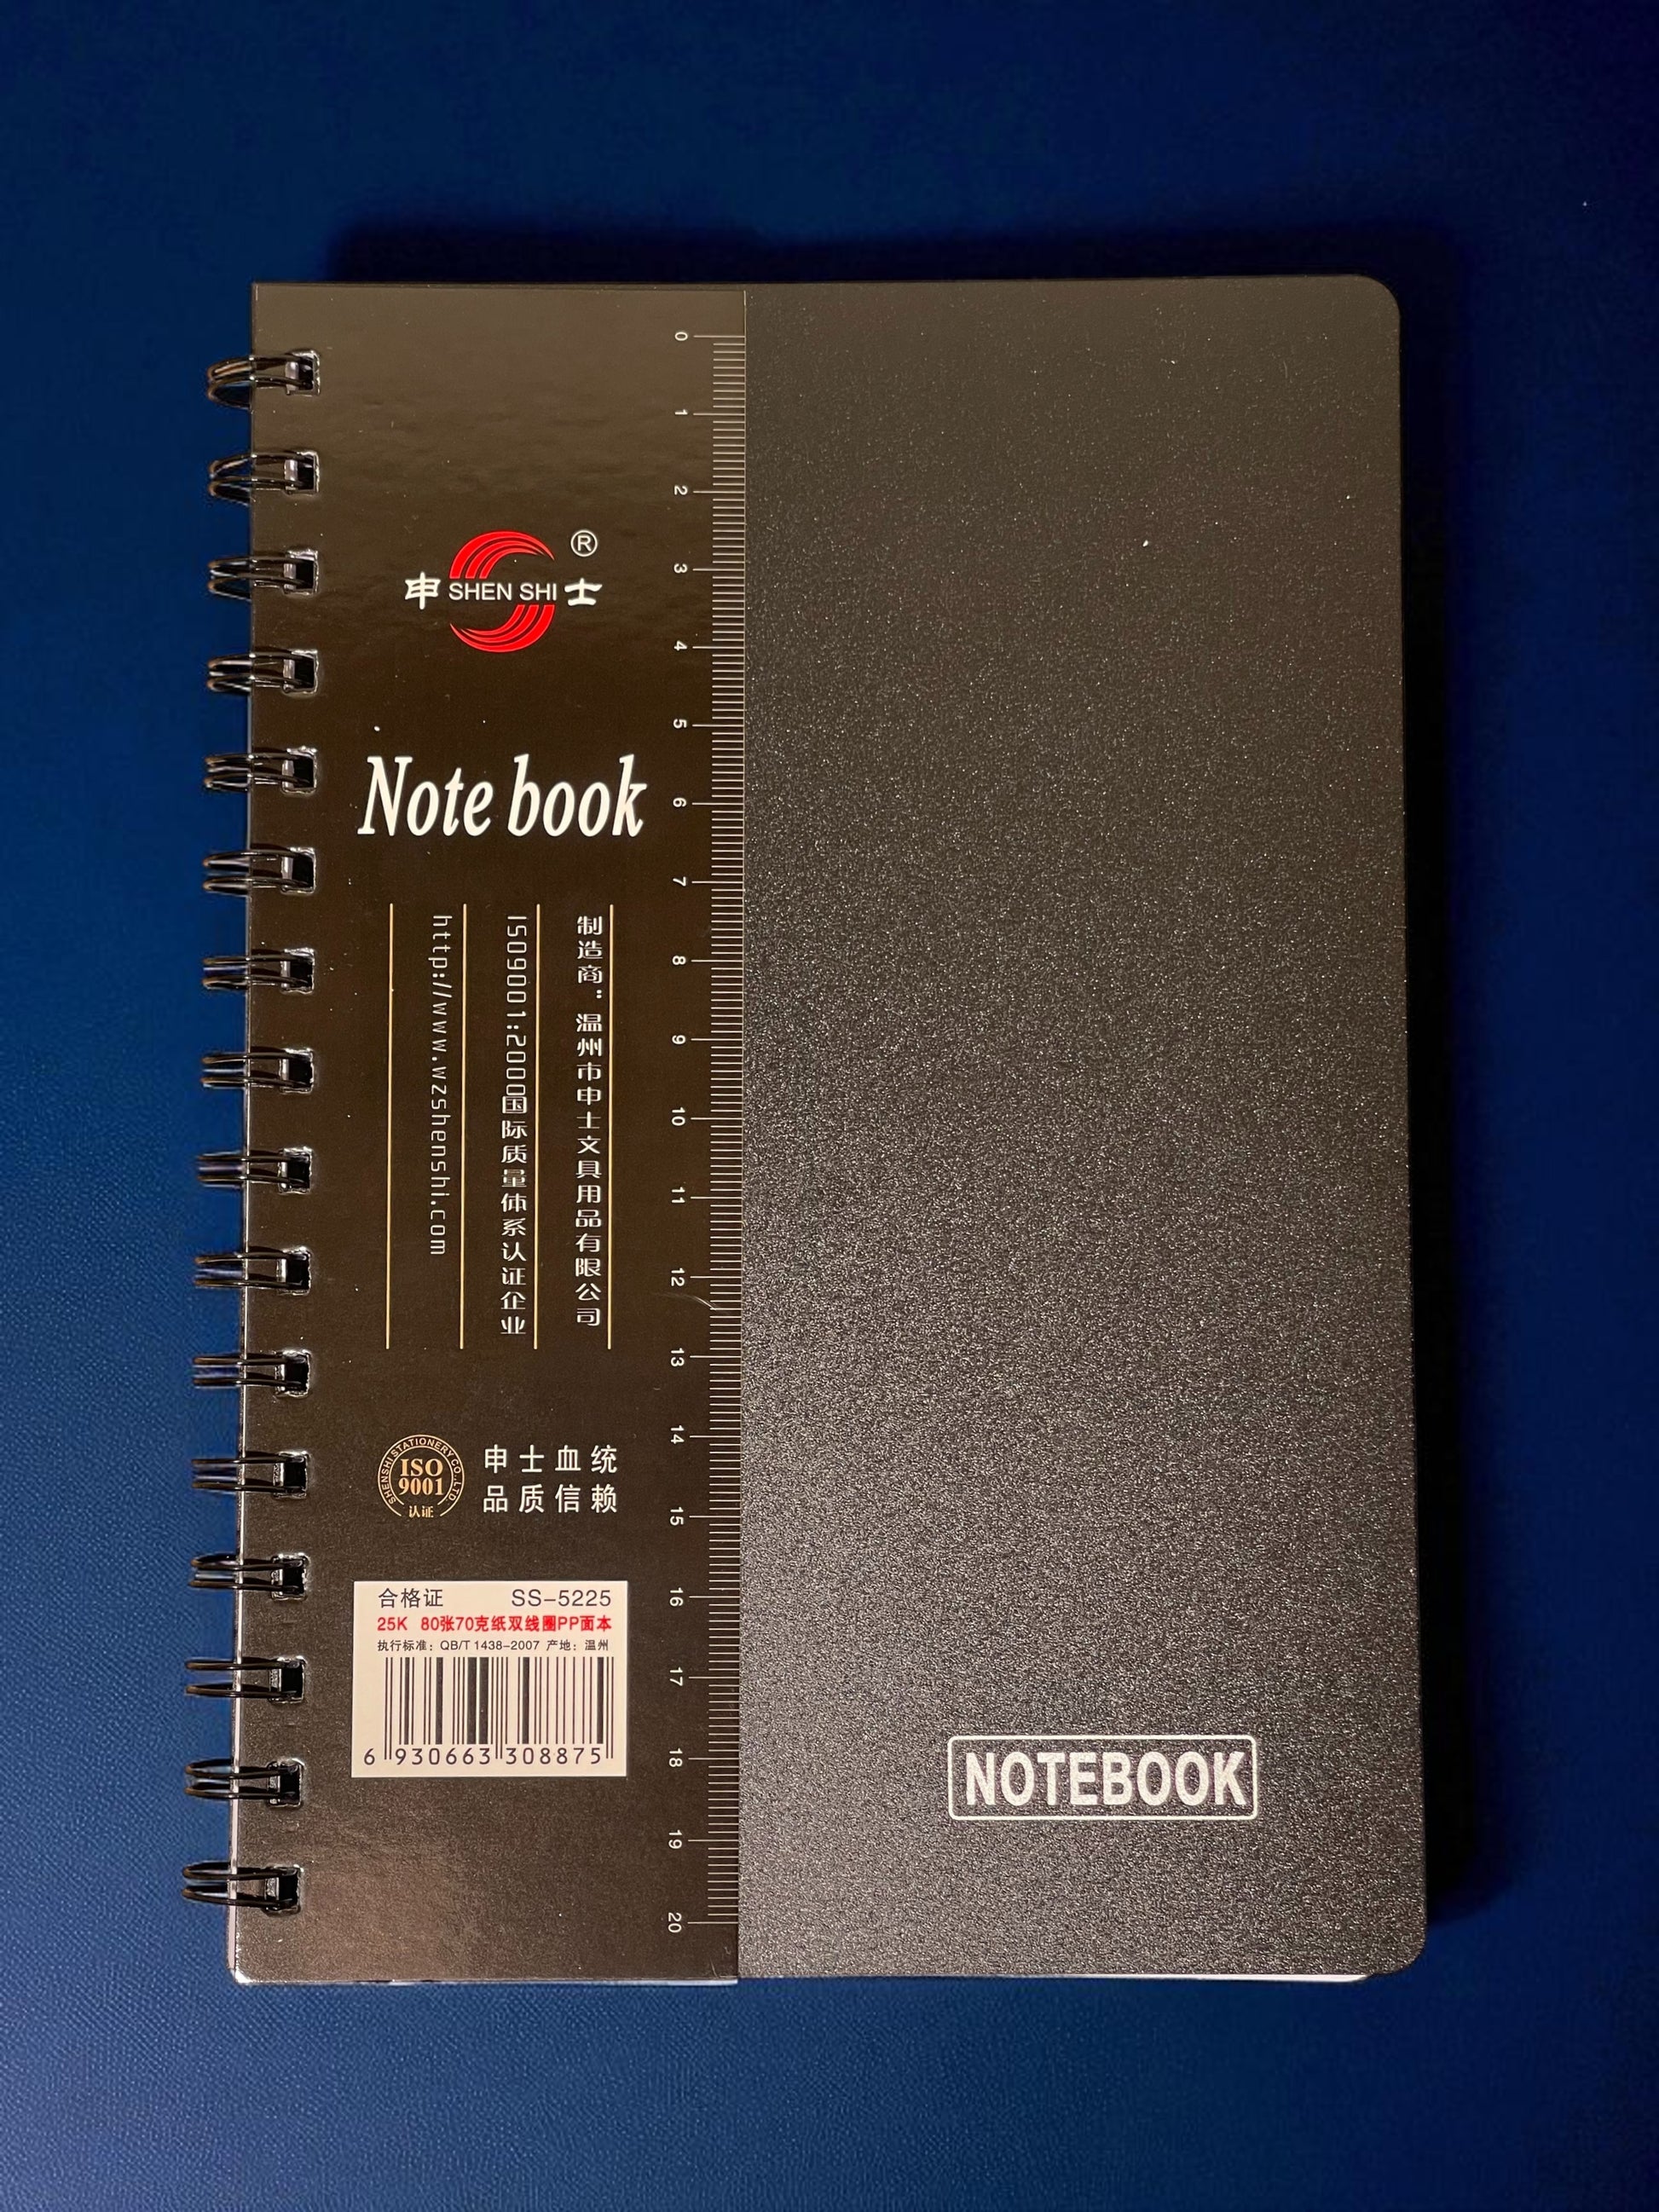 ®
申 SHEN SHI 士
Note book
制造商：温州市申士文具用品有限公司
ISO9001:2000国际质量体系认证企业
http://www.wzshenshi.com
SHENSHI STATIONERY CO.,LTD
ISO
9001
认证
申士血统
品质信赖
合格证 SS-5225
25K 80张70克纸双线圈PP面本
执行标准：QB/T 1438-2007 产地：温州
6 930663 308875
0
1
2
3
4
5
6
7
8
9
10
11
12
13
14
15
16
17
18
19
20
NOTEBOOK